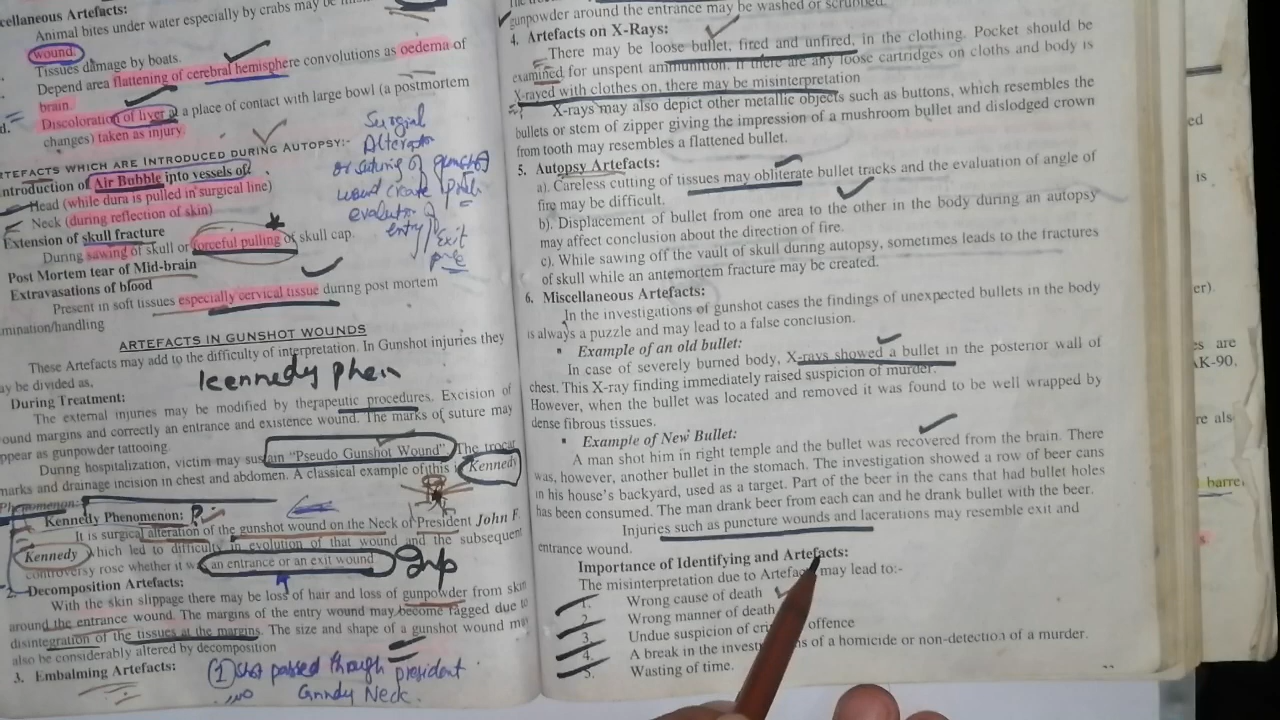 cellaneous Artefacts:
Animal bites under water especially by crabs may be
wound.
Tissues damage by boats.
Depend area flattening of cerebral hemisphere convolutions as oedema of
brain.
Discoloration of liver at a place of contact with large bowl (a postmortem
changes) taken as injury.
RTEFACTS WHICH ARE INTRODUCED DURING AUTOPSY:-
Introduction of Air Bubble into vessels of
Head (while dura is pulled in surgical line)
Neck (during reflection of skin)
Extension of skull fracture
During sawing of skull or forceful pulling of skull cap.
Post Mortem tear of Mid-brain
Extravasations of blood
Present in soft tissues especially cervical tissue during post mortem
amination/handling
Surgial
Alteration
or suturing of gunshot
wound create
evalution of
entry / Exit
ARTEFACTS IN GUNSHOT WOUNDS
These Artefacts may add to the difficulty of interpretation. In Gunshot injuries they
ay be divided as,
Kennedy phen
During Treatment:
The external injuries may be modified by therapeutic procedures. Excision of
ound margins and correctly an entrance and existence wound. The marks of suture may
ppear as gunpowder tattooing.
During hospitalization, victim may sustain "Pseudo Gunshot Wound" The trocar
marks and drainage incision in chest and abdomen. A classical example of this is Kennedy
Phenomenon:
Kennedy Phenomenon: ?
It is surgical alteration of the gunshot wound on the Neck of President John F.
Kennedy which led to difficulty in evolution of that wound and the subsequent
controversy rose whether it was an entrance or an exit wound Imp
2. Decomposition Artefacts:
With the skin slippage there may be loss of hair and loss of gunpowder from skin
around the entrance wound. The margins of the entry wound may become ragged due to
disintegration of the tissues at the margins. The size and shape of a gunshot wound may
also be considerably altered by decomposition
3. Embalming Artefacts:
① shot passed through president
Neck.
gunpowder around the entrance may be washed or scrubbed.
4. Artefacts on X-Rays:
There may be loose bullet, fired and unfired, in the clothing. Pocket should be
examined for unspent ammunition. If there are any loose cartridges on cloths and body is
X-rayed with clothes on, there may be misinterpretation
X-rays may also depict other metallic objects such as buttons, which resembles the
bullets or stem of zipper giving the impression of a mushroom bullet and dislodged crown
from tooth may resembles a flattened bullet.
5. Autopsy Artefacts:
a). Careless cutting of tissues may obliterate bullet tracks and the evaluation of angle of
fire may be difficult.
b). Displacement of bullet from one area to the other in the body during an autopsy
may affect conclusion about the direction of fire.
c). While sawing off the vault of skull during autopsy, sometimes leads to the fractures
of skull while an antemortem fracture may be created.
6. Miscellaneous Artefacts:
In the investigations of gunshot cases the findings of unexpected bullets in the body
is always a puzzle and may lead to a false conclusion.
▪ Example of an old bullet:
In case of severely burned body, X-rays showed a bullet in the posterior wall of
chest. This X-ray finding immediately raised suspicion of murder.
However, when the bullet was located and removed it was found to be well wrapped by
dense fibrous tissues.
▪ Example of New Bullet:
A man shot him in right temple and the bullet was recovered from the brain. There
was, however, another bullet in the stomach. The investigation showed a row of beer cans
in his house's backyard, used as a target. Part of the beer in the cans that had bullet holes
has been consumed. The man drank beer from each can and he drank bullet with the beer.
Injuries such as puncture wounds and lacerations may resemble exit and
entrance wound.
Importance of Identifying and Artefacts:
The misinterpretation due to Artefact may lead to:-
1. Wrong cause of death
2. Wrong manner of death
3. Undue suspicion of offence
4. A break in the of a homicide or non-detection of a murder.
5. Wasting of time.
ed
is
er).
es are
AK-90,
re als
barre,